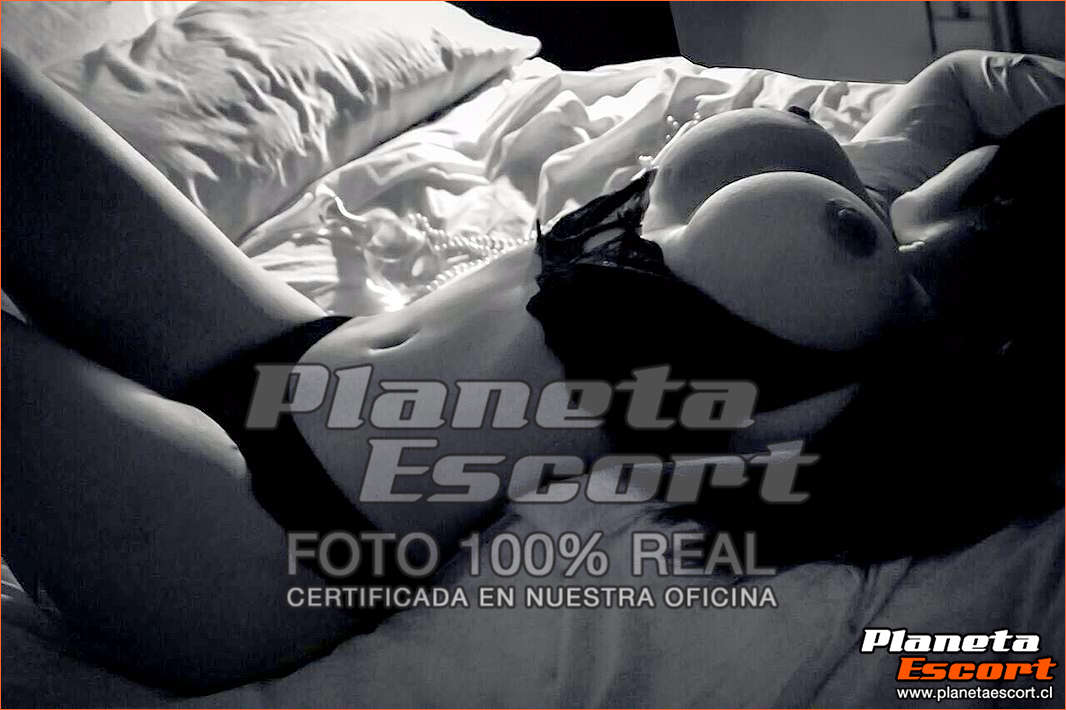 Planeta
Escort
FOTO 100% REAL
CERTIFICADA EN NUESTRA OFICINA
Planeta
Escort
www.planetaescort.cl